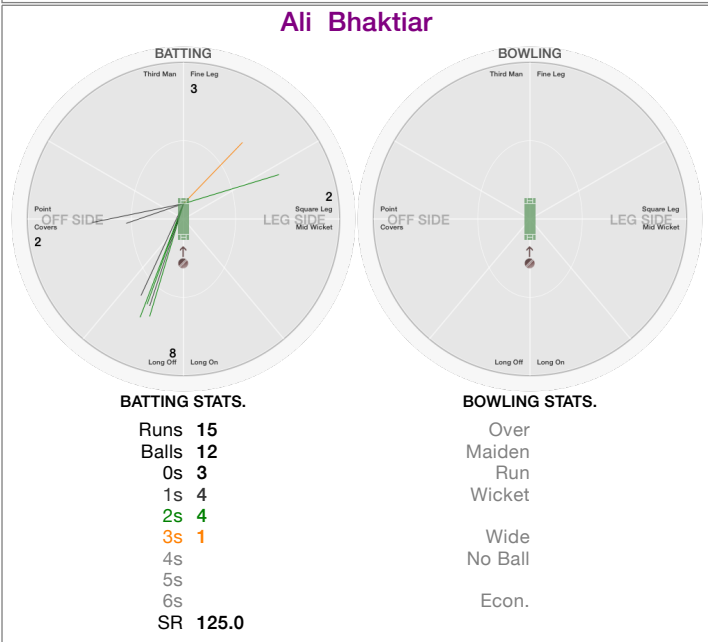 Ali Bhaktiar
BATTING
Third Man Fine Leg
3
2
Point Square Leg
OFF SIDE LEG SIDE
Covers Mid Wicket
2
8
Long Off Long On
BATTING STATS.
Runs 15
Balls 12
0s 3
1s 4
2s 4
3s 1
4s
5s
6s
SR 125.0
BOWLING
Third Man Fine Leg
Point Square Leg
OFF SIDE LEG SIDE
Covers Mid Wicket
Long Off Long On
BOWLING STATS.
Over
Maiden
Run
Wicket
Wide
No Ball
Econ.